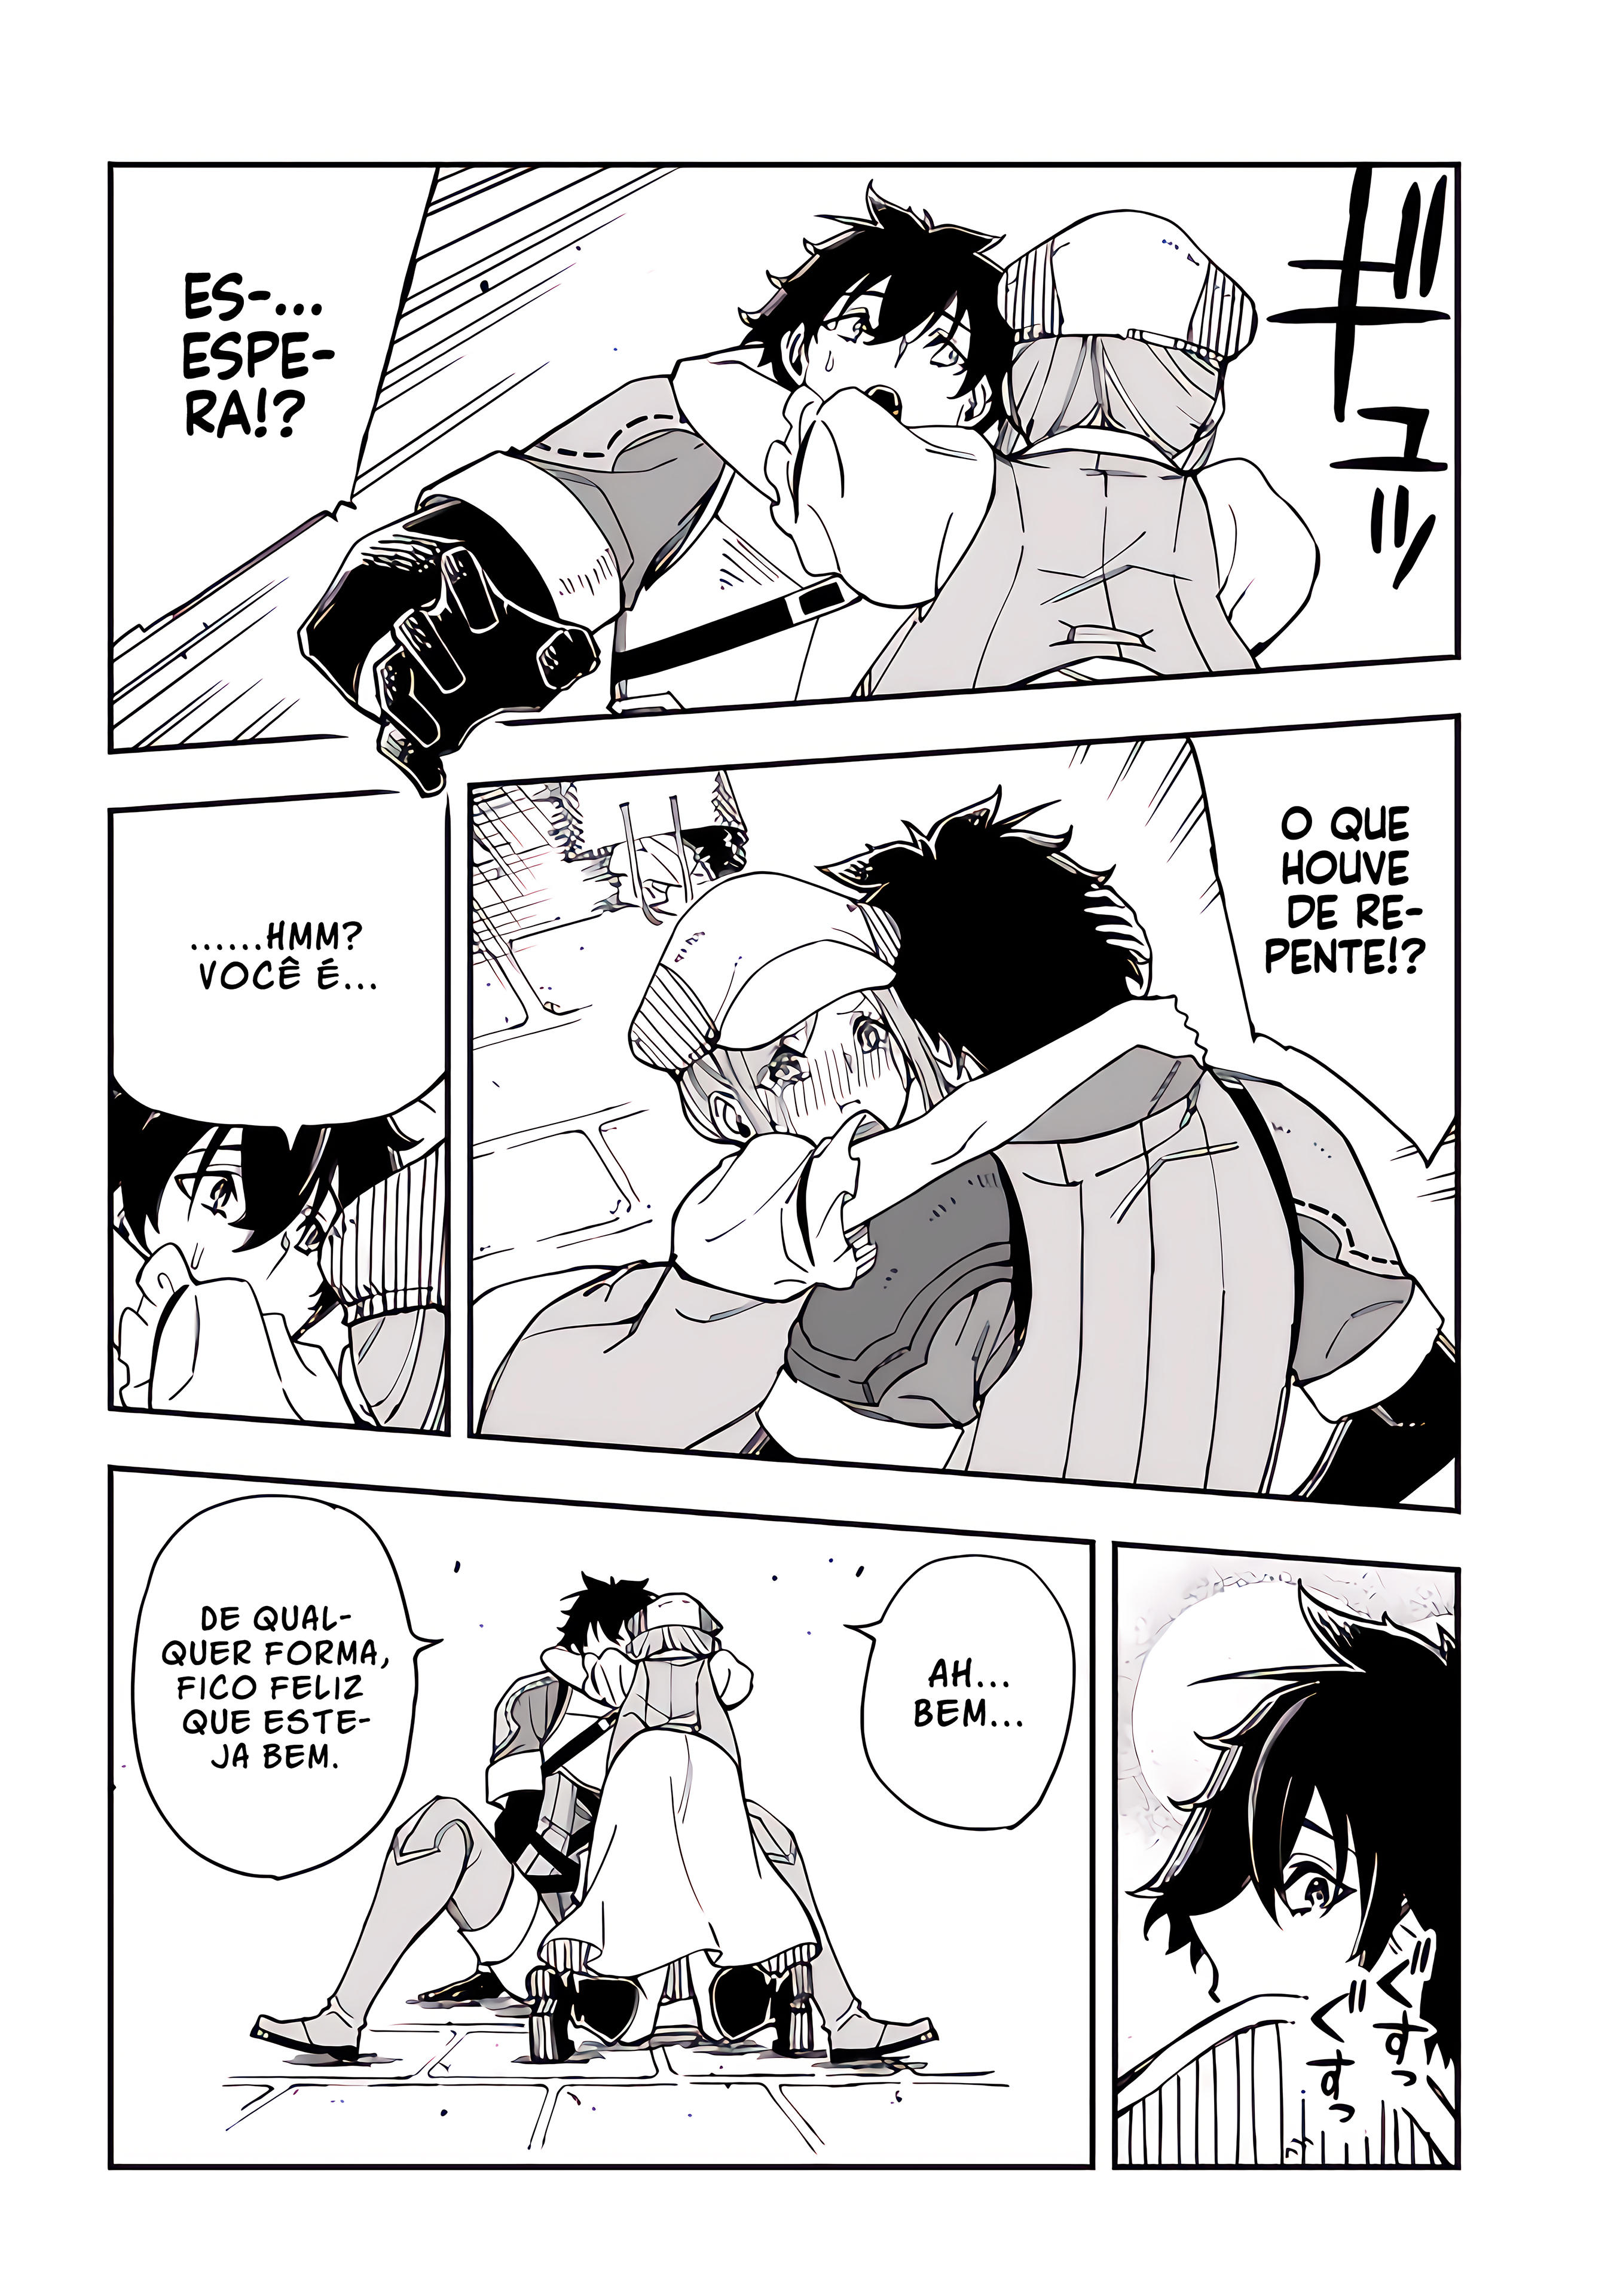 ギュッ
ES-...
ESPE-
RA!?
O QUE
HOUVE
DE RE-
PENTE!?
......HMM?
VOCÊ É...
ぐすっ
ぐすっ
AH...
BEM...
DE QUAL-
QUER FORMA,
FICO FELIZ
QUE ESTE-
JA BEM.